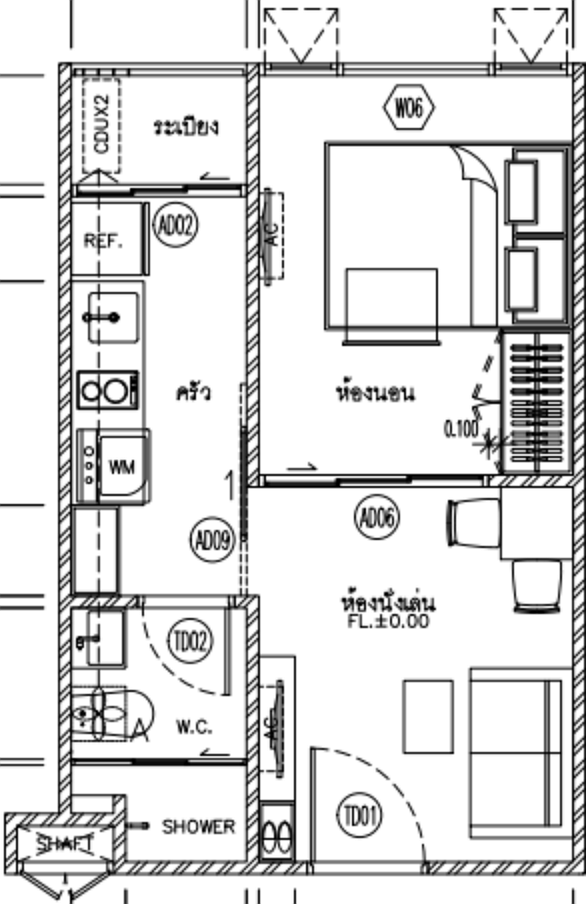 W06
CDUX2
ระเบียง
AD02
REF.
AC
ครัว
ห้องนอน
0.100
WM
AD09
AD06
ห้องนั่งเล่น
FL.±0.00
TD02
W.C.
AC
TD01
SHOWER
SHAFT